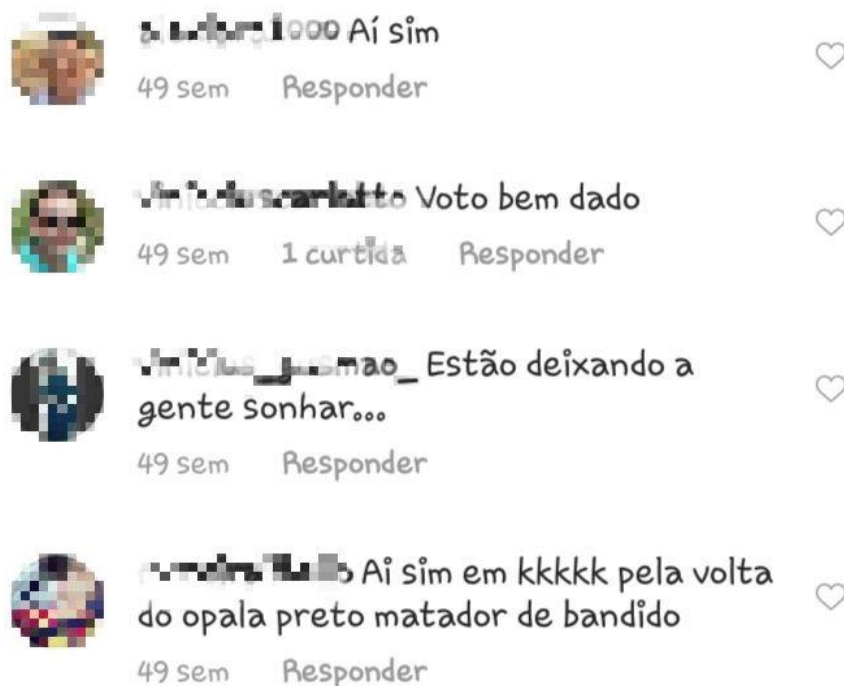 Aí sim
49 sem Responder
Voto bem dado
49 sem 1 curtida Responder
Estão deixando a
gente sonhar...
49 sem Responder
Ai sim em kkkkk pela volta
do opala preto matador de bandido
49 sem Responder